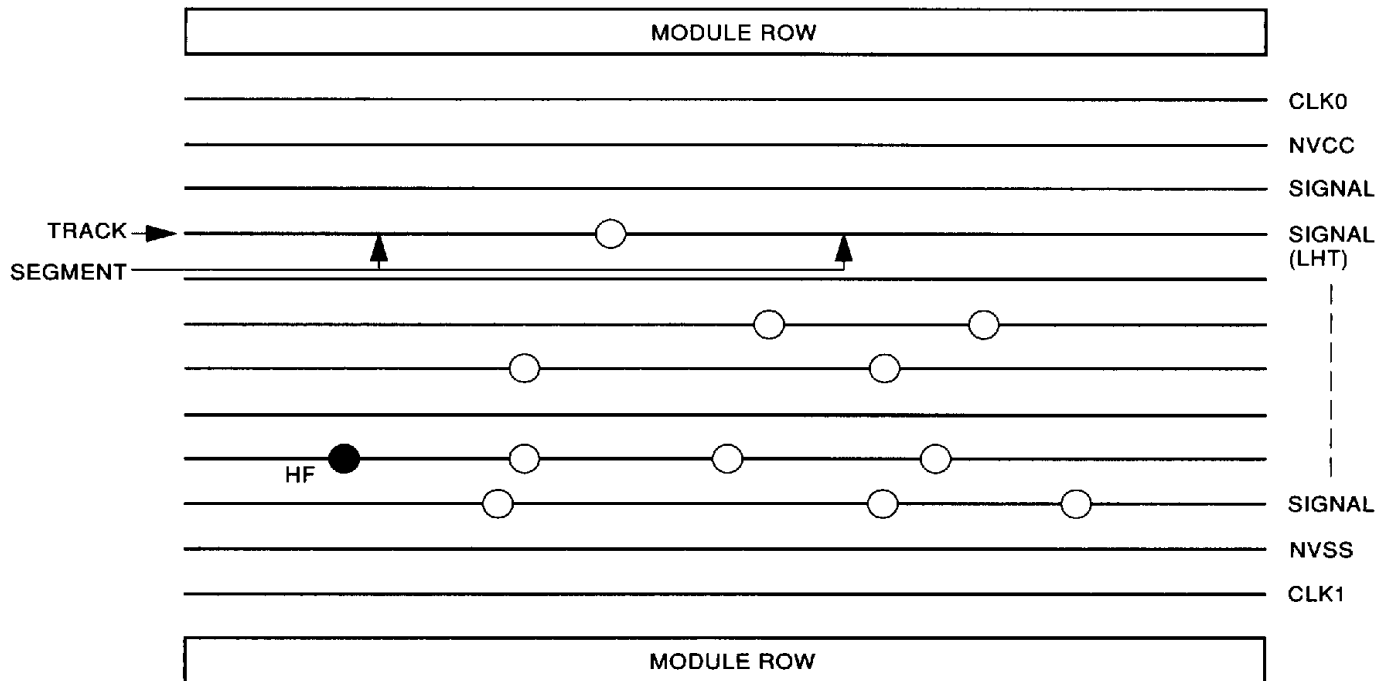 MODULE ROW
CLK0
NVCC
SIGNAL
TRACK
SIGNAL
(LHT)
SEGMENT
HF
SIGNAL
NVSS
CLK1
MODULE ROW